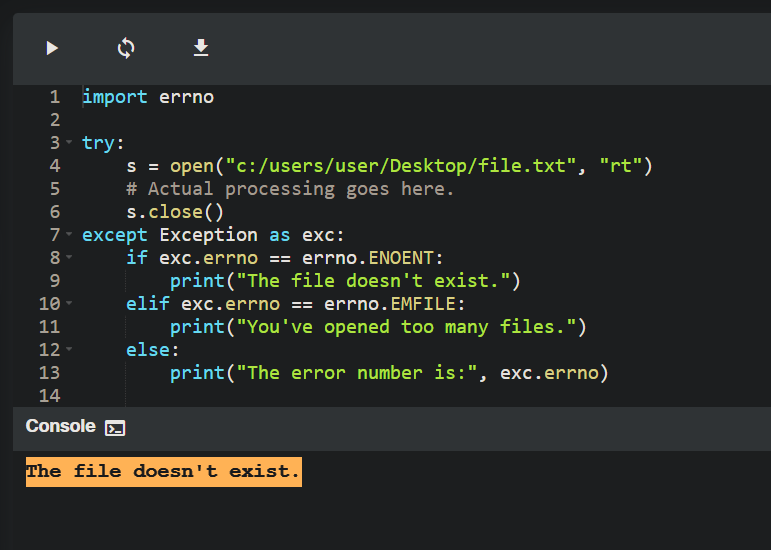 1 import errno
2
3 try:
4     s = open("c:/users/user/Desktop/file.txt", "rt")
5     # Actual processing goes here.
6     s.close()
7 except Exception as exc:
8     if exc.errno == errno.ENOENT:
9         print("The file doesn't exist.")
10     elif exc.errno == errno.EMFILE:
11         print("You've opened too many files.")
12     else:
13         print("The error number is:", exc.errno)
14
Console
The file doesn't exist.